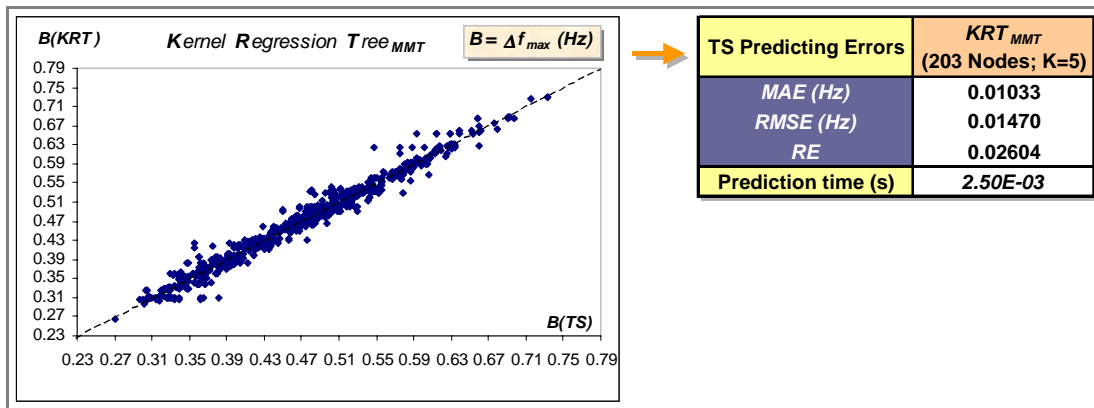 B(KRT) Kernel Regression Tree MMT B = Δf max (Hz)
0.79
0.75
0.71
0.67
0.63
0.59
0.55
0.51
0.47
0.43
0.39
0.35
0.31
0.27
0.23
B(TS)
0.23 0.27 0.31 0.35 0.39 0.43 0.47 0.51 0.55 0.59 0.63 0.67 0.71 0.75 0.79
TS Predicting Errors KRT MMT
(203 Nodes; K=5)
MAE (Hz) 0.01033
RMSE (Hz) 0.01470
RE 0.02604
Prediction time (s) 2.50E-03